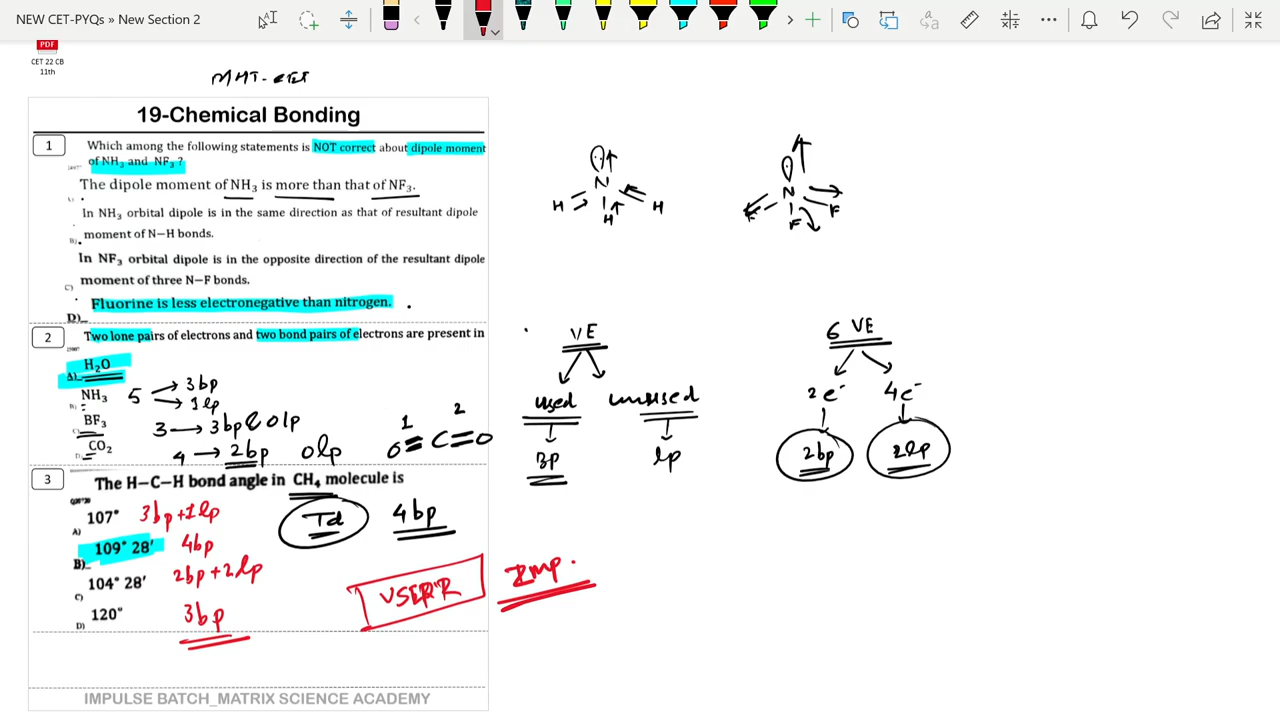 NEW CET-PYQs » New Section 2
PDF
CET 22 CB
11th
MHT-CET
19-Chemical Bonding
1
Which among the following statements is NOT correct about dipole moment
of NH₃ and NF₃ ?
The dipole moment of NH₃ is more than that of NF₃.
In NH₃ orbital dipole is in the same direction as that of resultant dipole
B)
moment of N–H bonds.
In NF₃ orbital dipole is in the opposite direction of the resultant dipole
moment of three N–F bonds.
C)
Fluorine is less electronegative than nitrogen.
D)
N
H
H
H
N
F
F
F
2
Two lone pairs of electrons and two bond pairs of electrons are present in
H₂O
A)
NH₃ 5 → 3bp
→ 1lp
BF₃ 3 → 3bp & 0lp
CO₂ 4 → 2bp 0lp
D)
1 2
O=C=O
VE
used unused
BP lp
6 VE
2e⁻ 4e⁻
2bp 2lp
3
The H–C–H bond angle in CH₄ molecule is
107° 3bp+1lp
A)
Td 4bp
109° 28' 4bp
B)
104° 28' 2bp+2lp
C)
120° 3bp
D)
VSEPR Imp.
IMPULSE BATCH_MATRIX SCIENCE ACADEMY